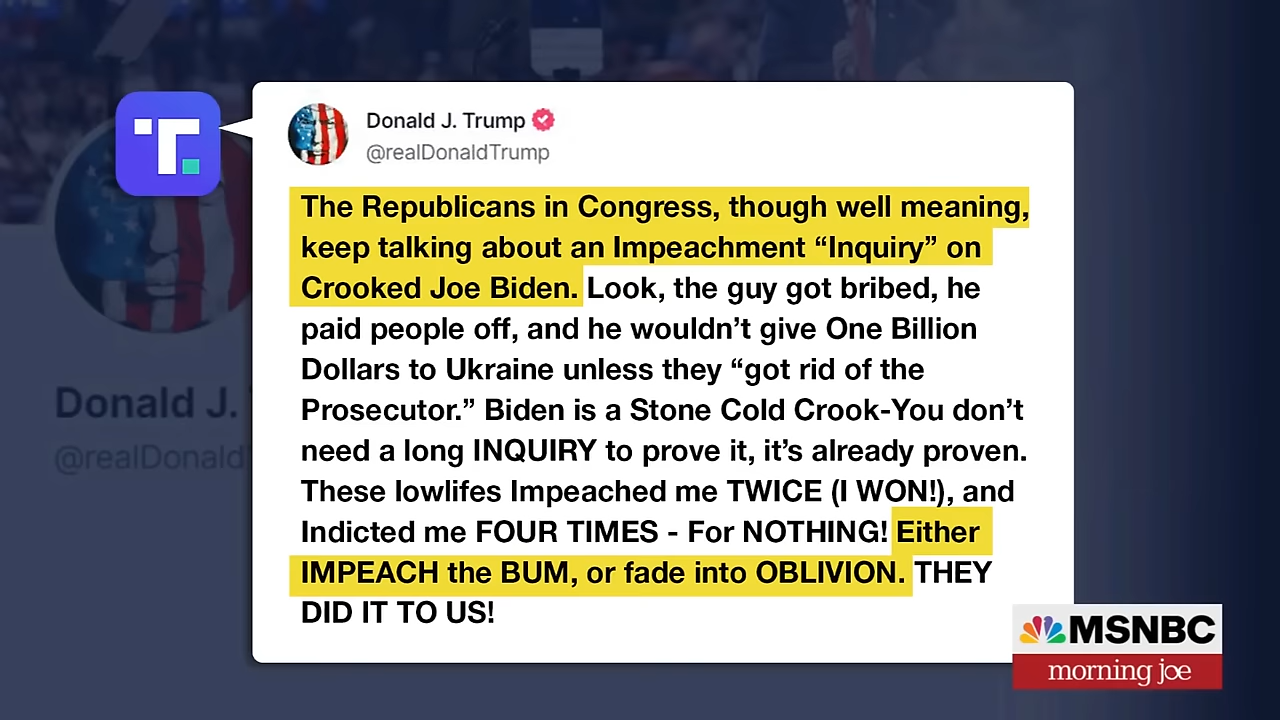 Donald J. Trump
@realDonaldTrump
The Republicans in Congress, though well meaning,
keep talking about an Impeachment “Inquiry” on
Crooked Joe Biden. Look, the guy got bribed, he
paid people off, and he wouldn’t give One Billion
Dollars to Ukraine unless they “got rid of the
Prosecutor.” Biden is a Stone Cold Crook-You don’t
need a long INQUIRY to prove it, it’s already proven.
These lowlifes Impeached me TWICE (I WON!), and
Indicted me FOUR TIMES - For NOTHING! Either
IMPEACH the BUM, or fade into OBLIVION. THEY
DID IT TO US!
Donald J.
@realDonald
MSNBC
morning joe